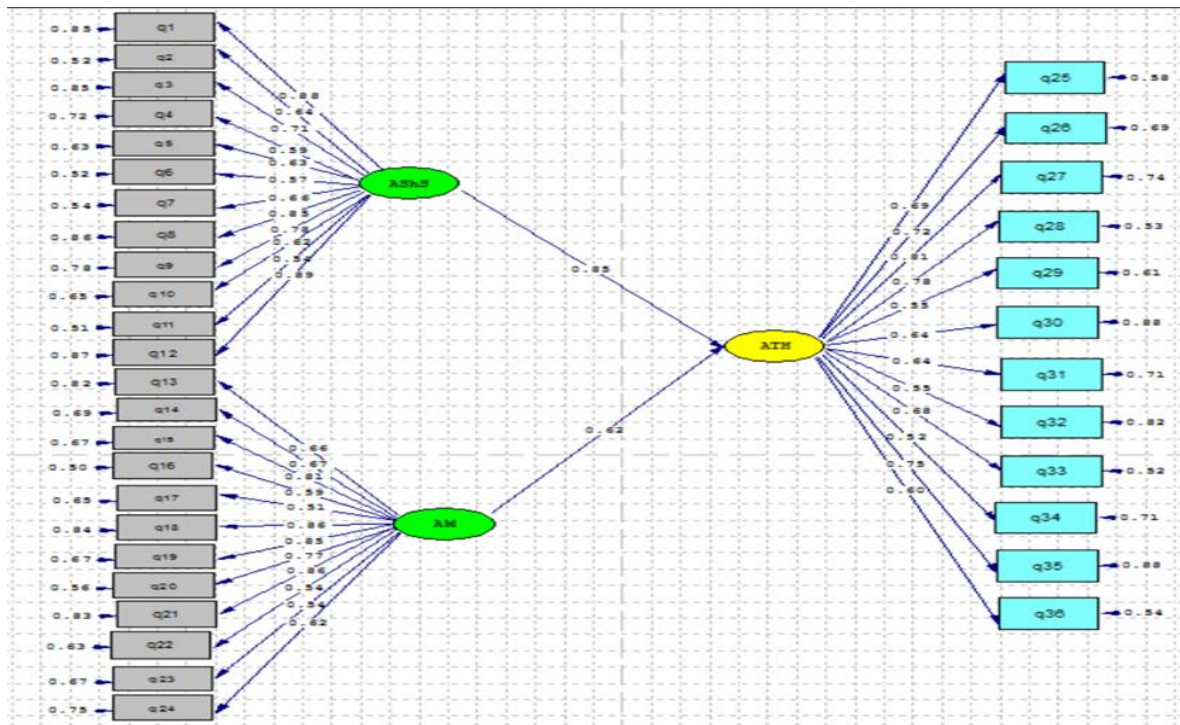 0.85 q1
0.52 q2
0.85 q3
0.72 q4
0.63 q5
0.52 q6
0.54 q7
0.86 q8
0.78 q9
0.65 q10
0.51 q11
0.87 q12
0.82 q13
0.69 q14
0.67 q15
0.50 q16
0.65 q17
0.84 q18
0.67 q19
0.56 q20
0.83 q21
0.63 q22
0.67 q23
0.75 q24
0.88
0.64
0.71
0.59
0.63
0.57
0.66
0.85
0.78
0.62
0.54
0.89
AShS
0.66
0.67
0.81
0.59
0.51
0.86
0.85
0.77
0.86
0.54
0.54
0.62
AM
0.85
0.62
ATH
0.69
0.72
0.81
0.78
0.55
0.64
0.64
0.55
0.68
0.52
0.75
0.60
q25 0.58
q26 0.69
q27 0.74
q28 0.53
q29 0.61
q30 0.88
q31 0.71
q32 0.82
q33 0.52
q34 0.71
q35 0.88
q36 0.54